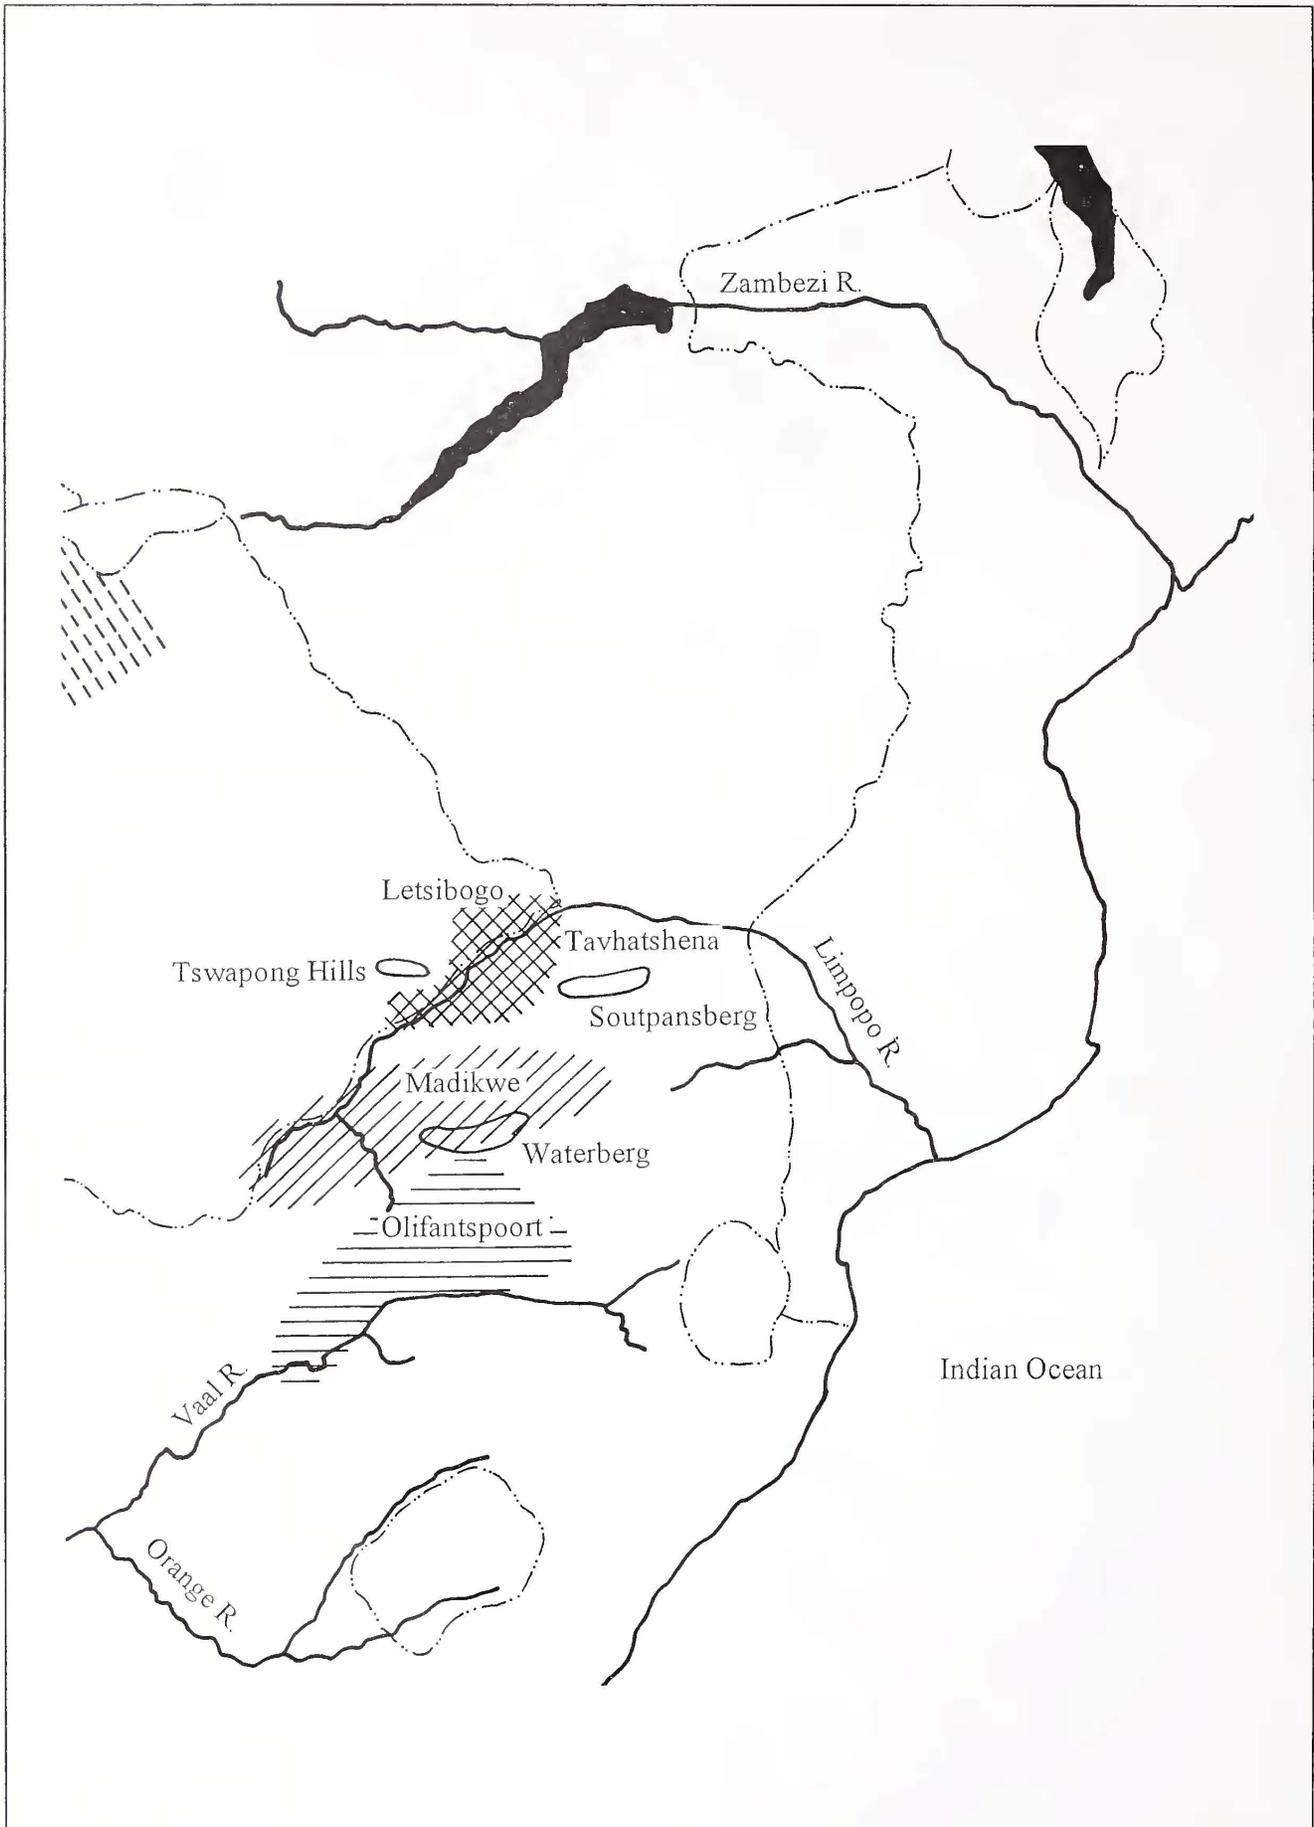 Zambezi R.
Letsibogo
Tavhatshena
Tswapong Hills
Limpopo R.
Soutpansberg
Madikwe
Waterberg
Olifantspoort
Indian Ocean
Vaal R.
Orange R.